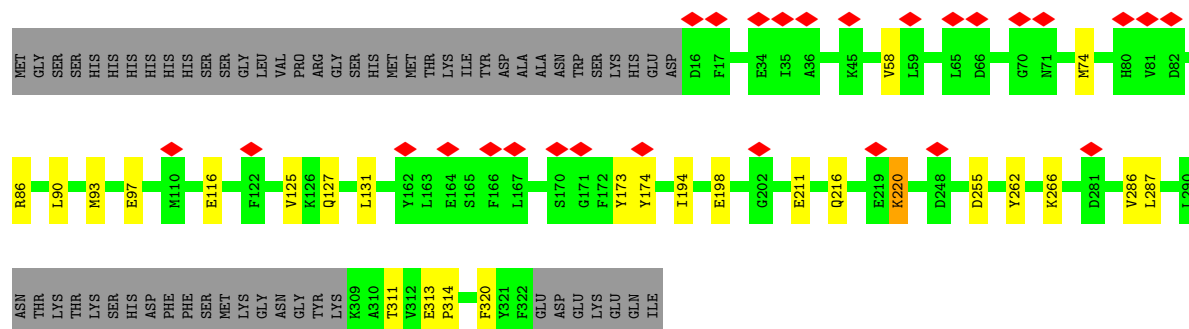 MET GLY SER SER HIS HIS HIS HIS HIS HIS SER SER GLY LEU VAL PRO ARG GLY SER HIS MET MET THR LYS ILE TYR ASP ALA ALA ASN TRP SER LYS HIS GLU ASP D16 F17 E34 I35 A36 K45 V58 L59 L65 D66 G70 N71 M74 H80 V81 D82
R86 L90 M93 E97 M110 E116 F122 V125 K126 Q127 L131 Y162 L163 E164 S165 F166 L167 S170 G171 F172 Y173 Y174 I194 E198 G202 E211 Q216 E219 K220 D248 D255 Y262 K266 D281 V286 L287 L290
ASN THR LYS THR LYS SER HIS ASP PHE PHE SER MET LYS GLY ASN GLY TYR LYS K309 A310 T311 V312 E313 P314 F320 Y321 F322 GLU ASP GLU LYS GLU GLN ILE